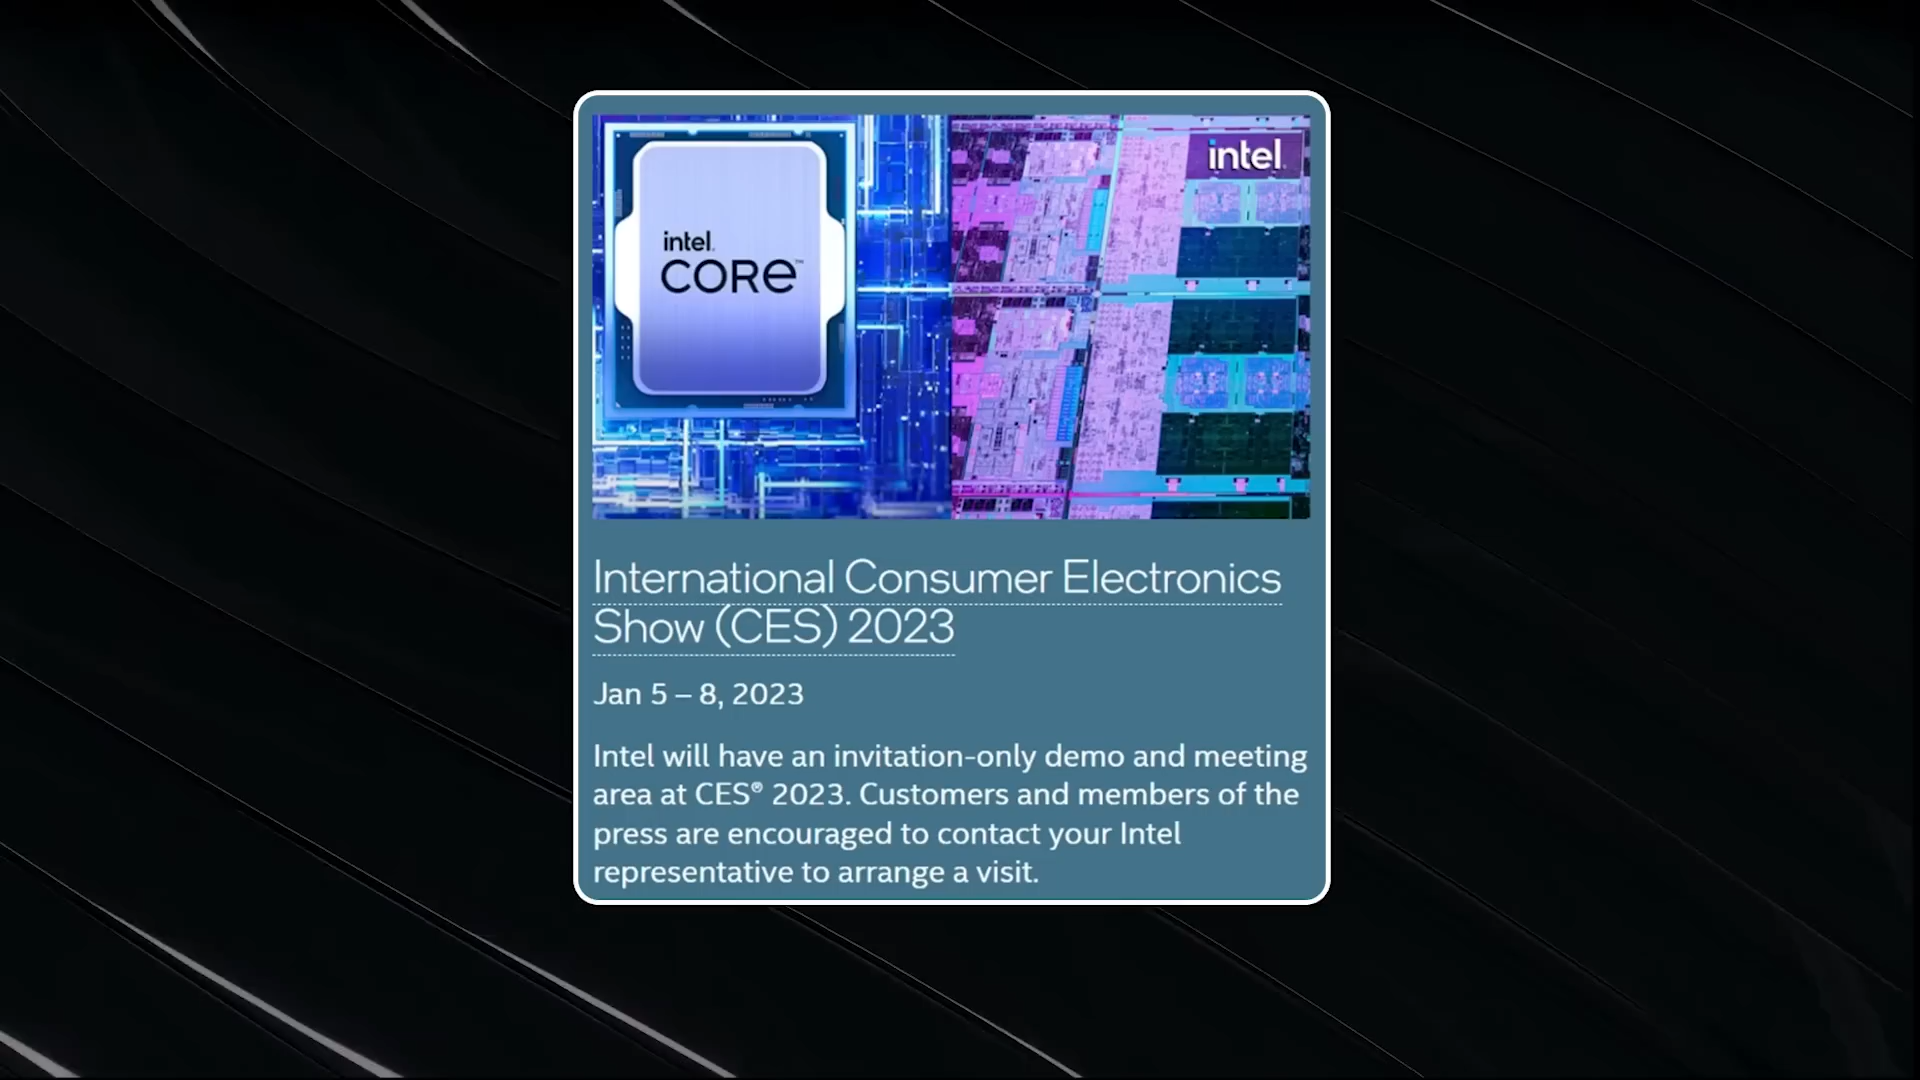 intel
intel
CORE™
International Consumer Electronics
Show (CES) 2023
Jan 5 – 8, 2023
Intel will have an invitation-only demo and meeting
area at CES® 2023. Customers and members of the
press are encouraged to contact your Intel
representative to arrange a visit.